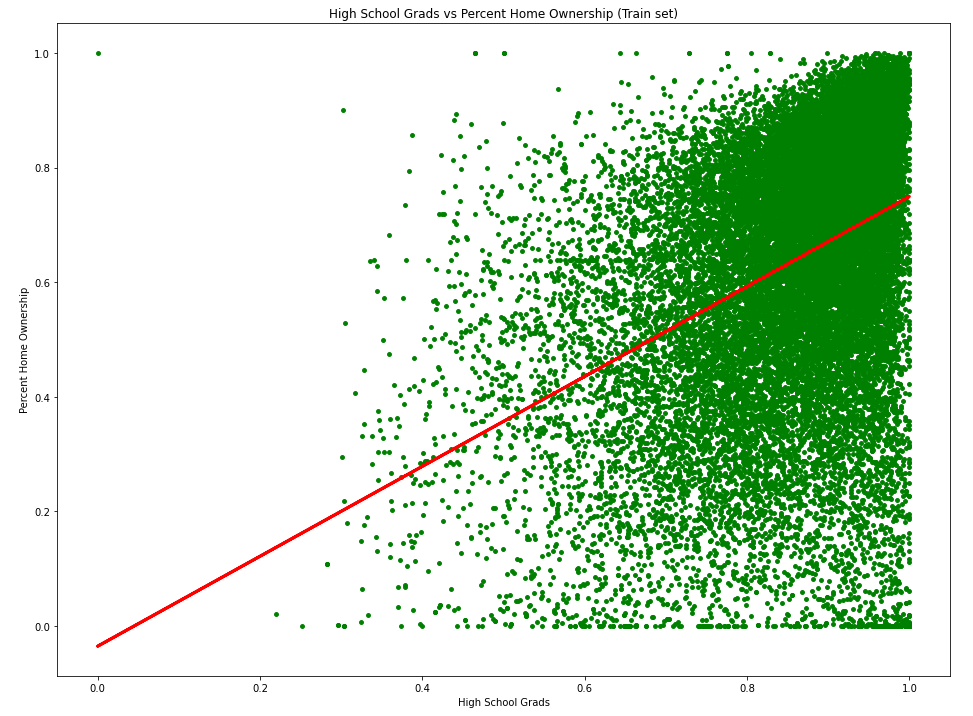 High School Grads vs Percent Home Ownership (Train set)
1.0
0.8
0.6
0.4
0.2
0.0
Percent Home Ownership
0.0 0.2 0.4 0.6 0.8 1.0
High School Grads